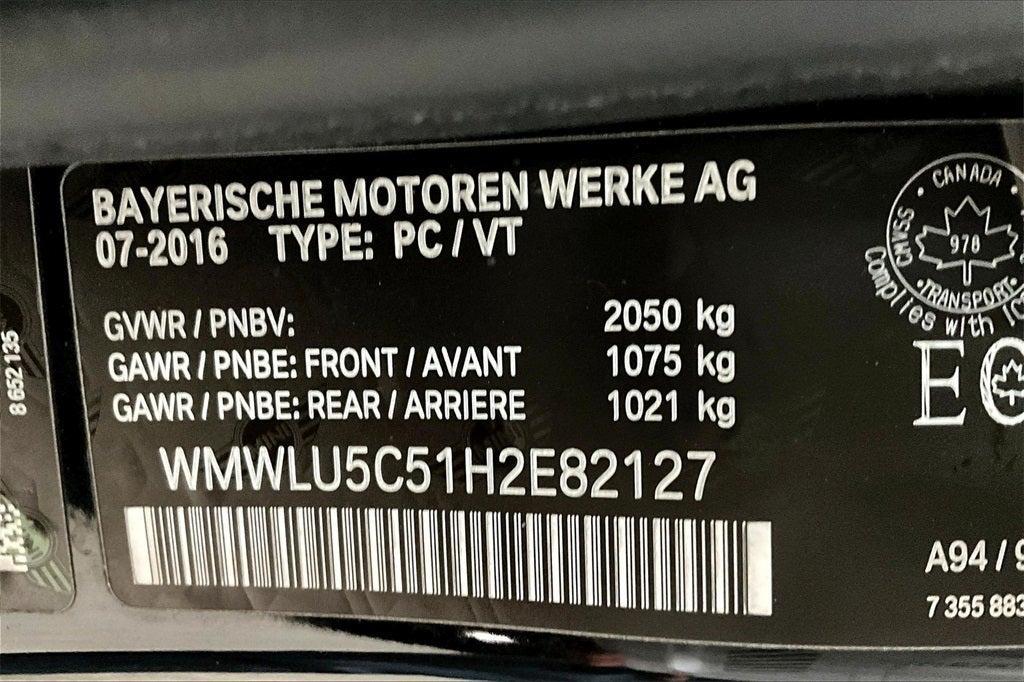 BAYERISCHE MOTOREN WERKE AG
07-2016 TYPE: PC / VT
GVWR / PNBV: 2050 kg
GAWR / PNBE: FRONT / AVANT 1075 kg
GAWR / PNBE: REAR / ARRIERE 1021 kg
WMWLU5C51H2E82127
8 652 135
MINI
CANADA
CMVSS
978
TRANSPORT
Complies with
A94 /
7 355 883